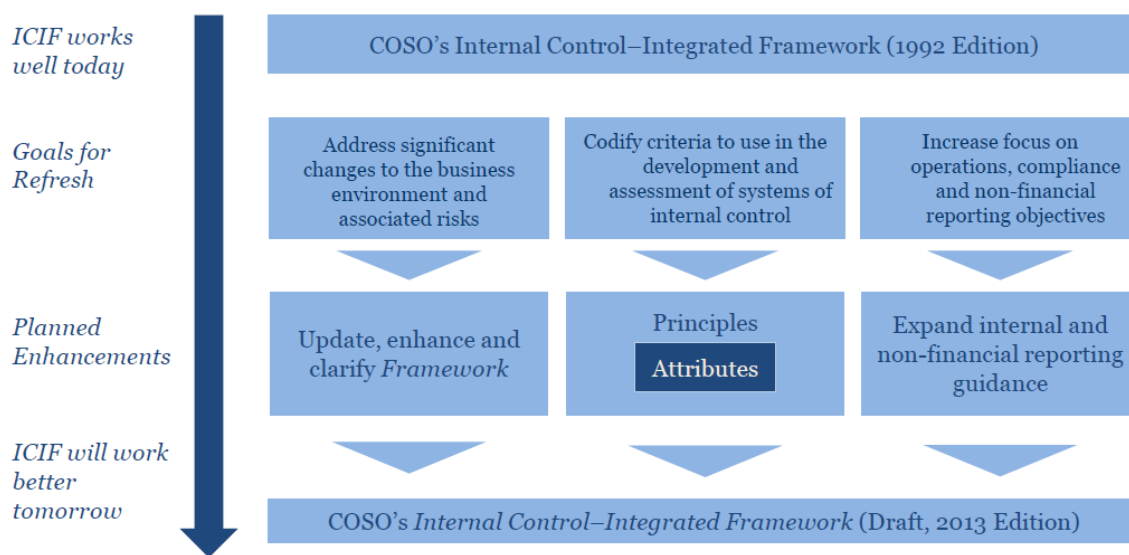 ICIF works
well today
COSO's Internal Control–Integrated Framework (1992 Edition)
Goals for
Refresh
Address significant
changes to the business
environment and
associated risks
Codify criteria to use in the
development and
assessment of systems of
internal control
Increase focus on
operations, compliance
and non-financial
reporting objectives
Planned
Enhancements
Update, enhance and
clarify Framework
Principles
Attributes
Expand internal and
non-financial reporting
guidance
ICIF will work
better
tomorrow
COSO's Internal Control–Integrated Framework (Draft, 2013 Edition)